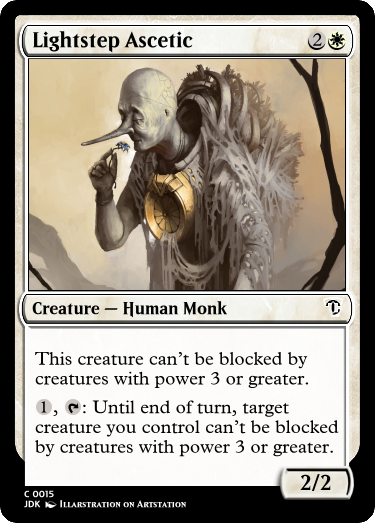 Lightstep Ascetic 2
Creature — Human Monk
This creature can't be blocked by
creatures with power 3 or greater.
1, : Until end of turn, target
creature you control can't be blocked
by creatures with power 3 or greater.
2/2
C 0015
JDK Illarstration on Artstation